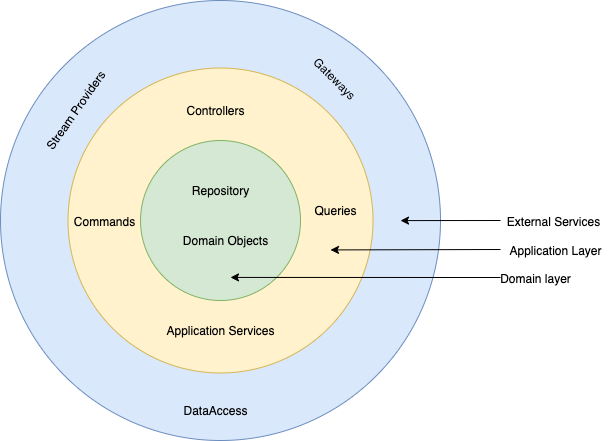 Gateways
Stream Providers
Controllers
Repository
Queries
Commands
External Services
Domain Objects
Application Layer
Domain layer
Application Services
DataAccess